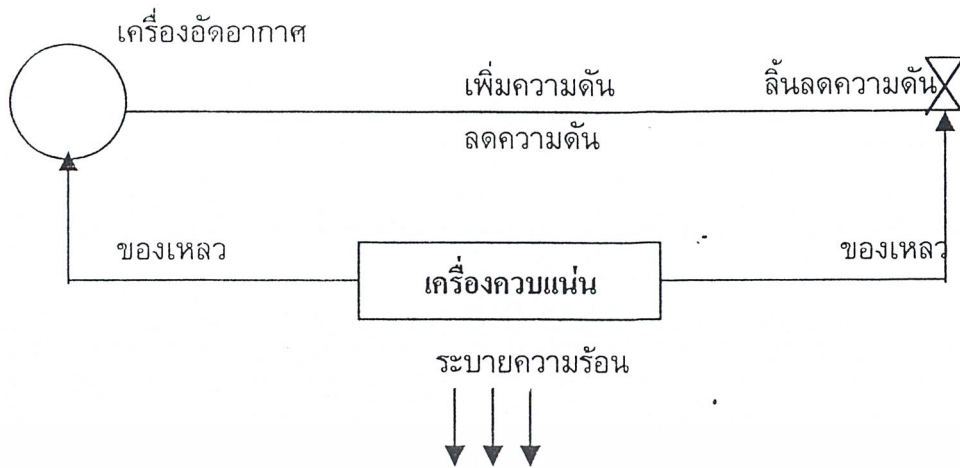 เครื่องอัดอากาศ
เพิ่มความดัน ลิ้นลดความดัน
ลดความดัน
ของเหลว ของเหลว
เครื่องควบแน่น
ระบายความร้อน